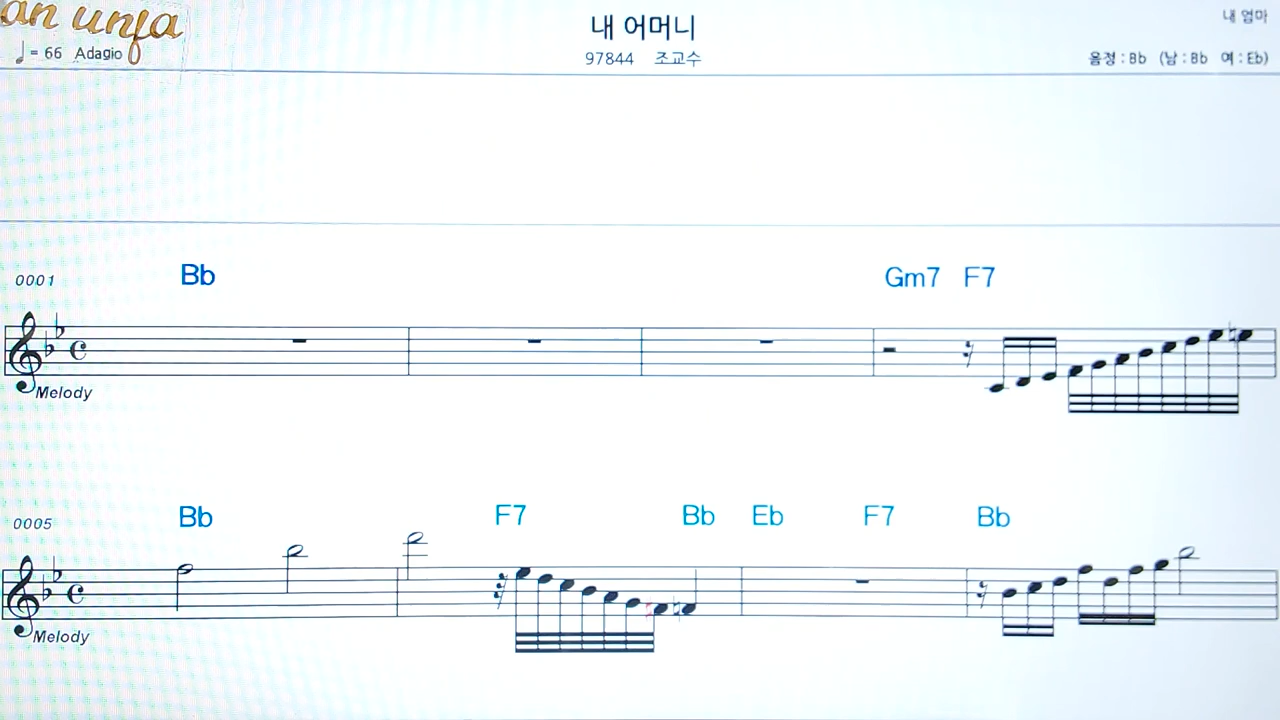 an unfa
내 어머니
내 엄마
♩= 66 Adagio
97844 조교수
음정 : Bb (남 : Bb 여 : Eb)
0001 Bb Gm7 F7
Melody
0005 Bb F7 Bb Eb F7 Bb
Melody